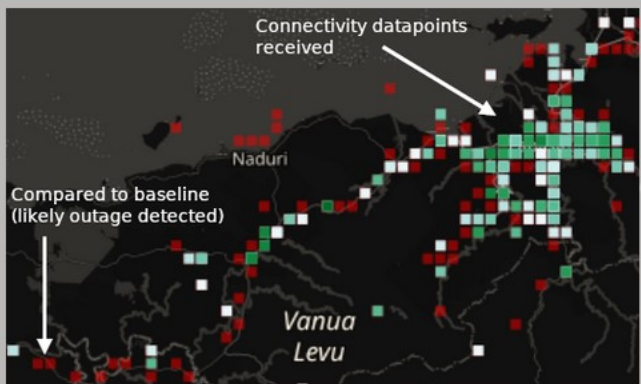 Connectivity datapoints
received
Naduri
Compared to baseline
(likely outage detected)
Vanua
Levu